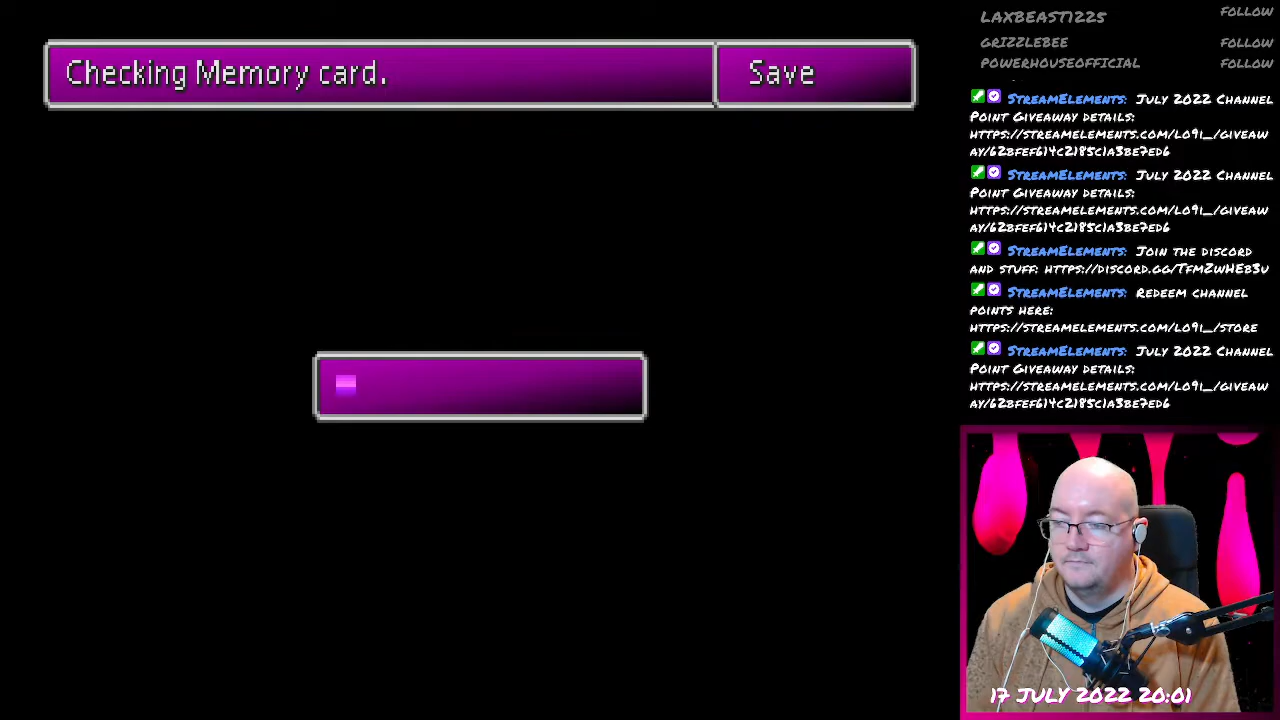 Checking Memory card.
Save
LAXBEAST1225 FOLLOW
GRIZZLEBEE FOLLOW
POWERHOUSEOFFICIAL FOLLOW
StreamElements: July 2022 Channel
Point Giveaway details:
https://streamelements.com/lo9i_/giveaw
ay/62bfef614c2185c1a3be7ed6
StreamElements: July 2022 Channel
Point Giveaway details:
https://streamelements.com/lo9i_/giveaw
ay/62bfef614c2185c1a3be7ed6
StreamElements: Join the discord
and stuff: https://discord.gg/TfmZwHE83u
StreamElements: Redeem channel
points here:
https://streamelements.com/lo9i_/store
StreamElements: July 2022 Channel
Point Giveaway details:
https://streamelements.com/lo9i_/giveaw
ay/62bfef614c2185c1a3be7ed6
17 JULY 2022 20:01